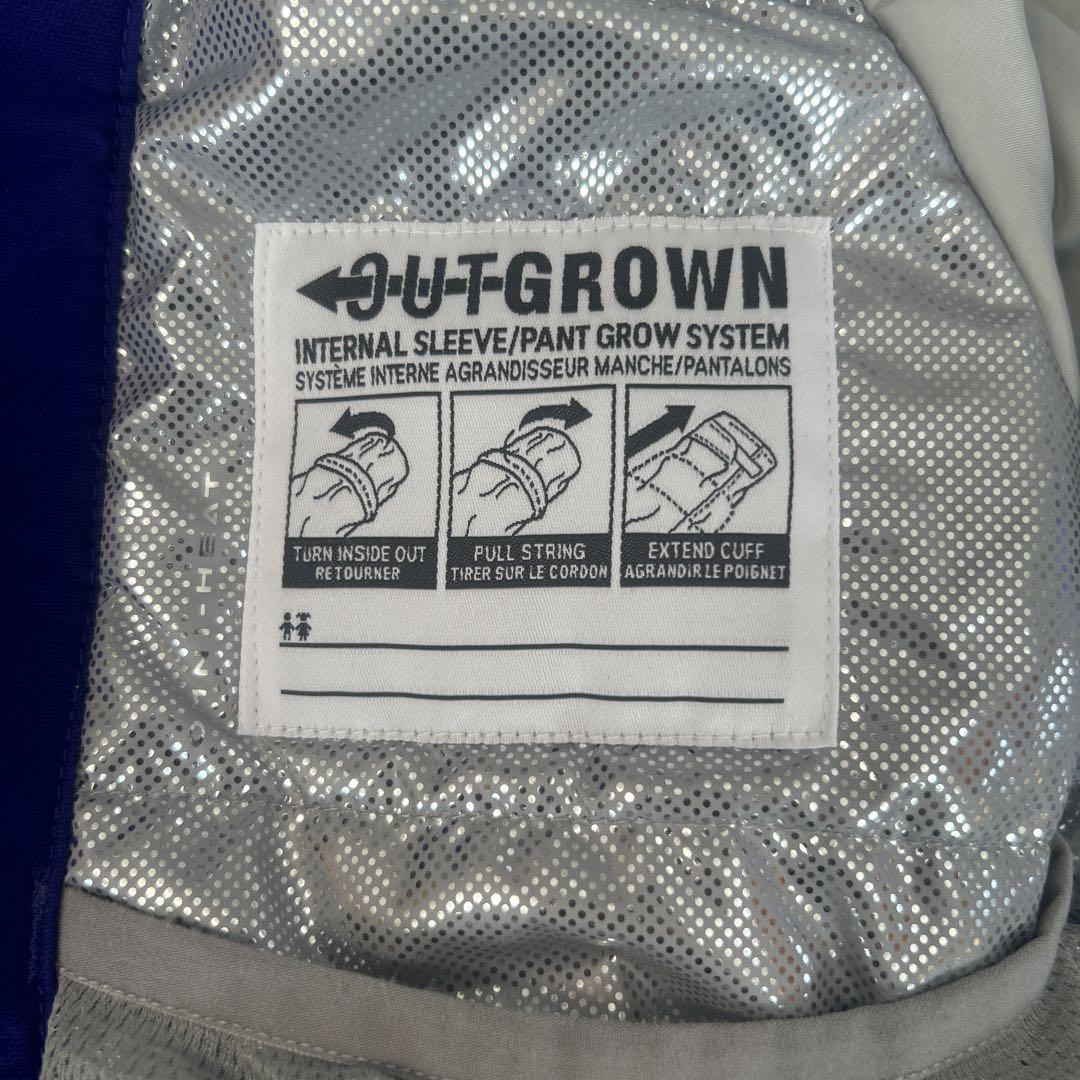 OUTGROWN
INTERNAL SLEEVE/PANT GROW SYSTEM
SYSTÈME INTERNE AGRANDISSEUR MANCHE/PANTALONS
TURN INSIDE OUT
RETOURNER
PULL STRING
TIRER SUR LE CORDON
EXTEND CUFF
AGRANDIR LE POIGNET
OMNI-HEAT